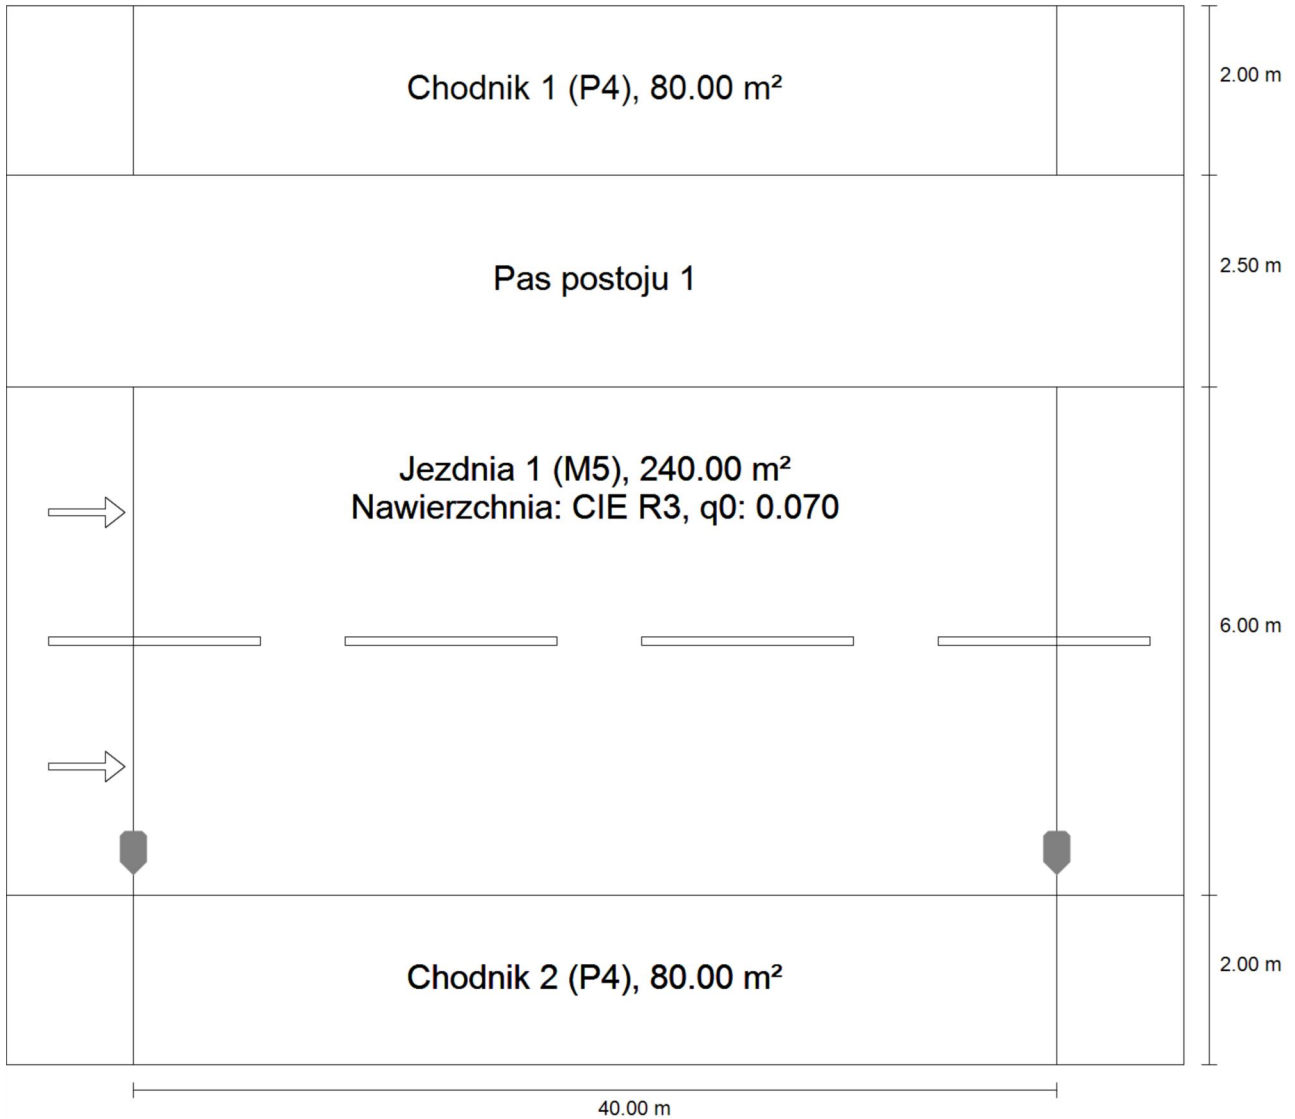 Chodnik 1 (P4), 80.00 m²
2.00 m
Pas postoju 1
2.50 m
Jezdnia 1 (M5), 240.00 m²
Nawierzchnia: CIE R3, q0: 0.070
6.00 m
Chodnik 2 (P4), 80.00 m²
2.00 m
40.00 m